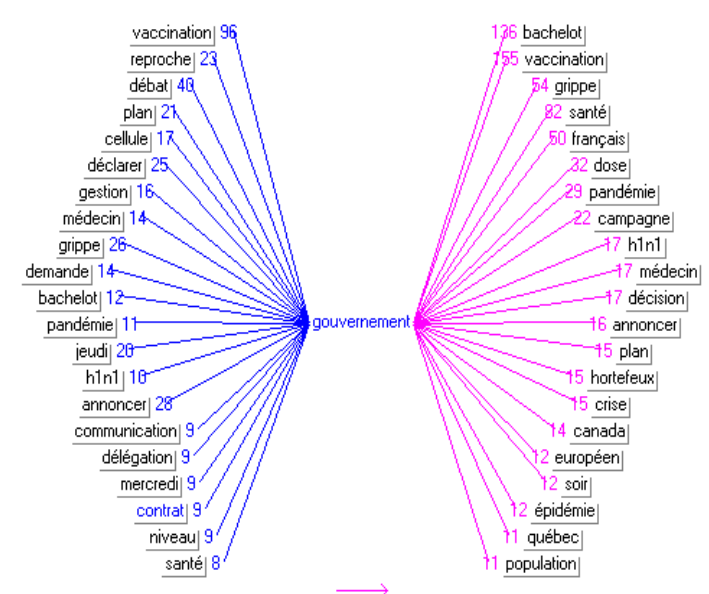 vaccination 96 136 bachelot
reproche 23 155 vaccination
débat 40 54 grippe
plan 21 82 santé
cellule 17 50 français
déclarer 25 32 dose
gestion 16 29 pandémie
médecin 14 22 campagne
grippe 26 17 h1n1
demande 14 17 médecin
bachelot 12 17 décision
pandémie 11 gouvernement 16 annoncer
jeudi 20 15 plan
h1n1 10 15 hortefeux
annoncer 28 15 crise
communication 9 14 canada
délégation 9 12 européen
mercredi 9 12 soir
contrat 9 12 épidémie
niveau 9 11 québec
santé 8 11 population